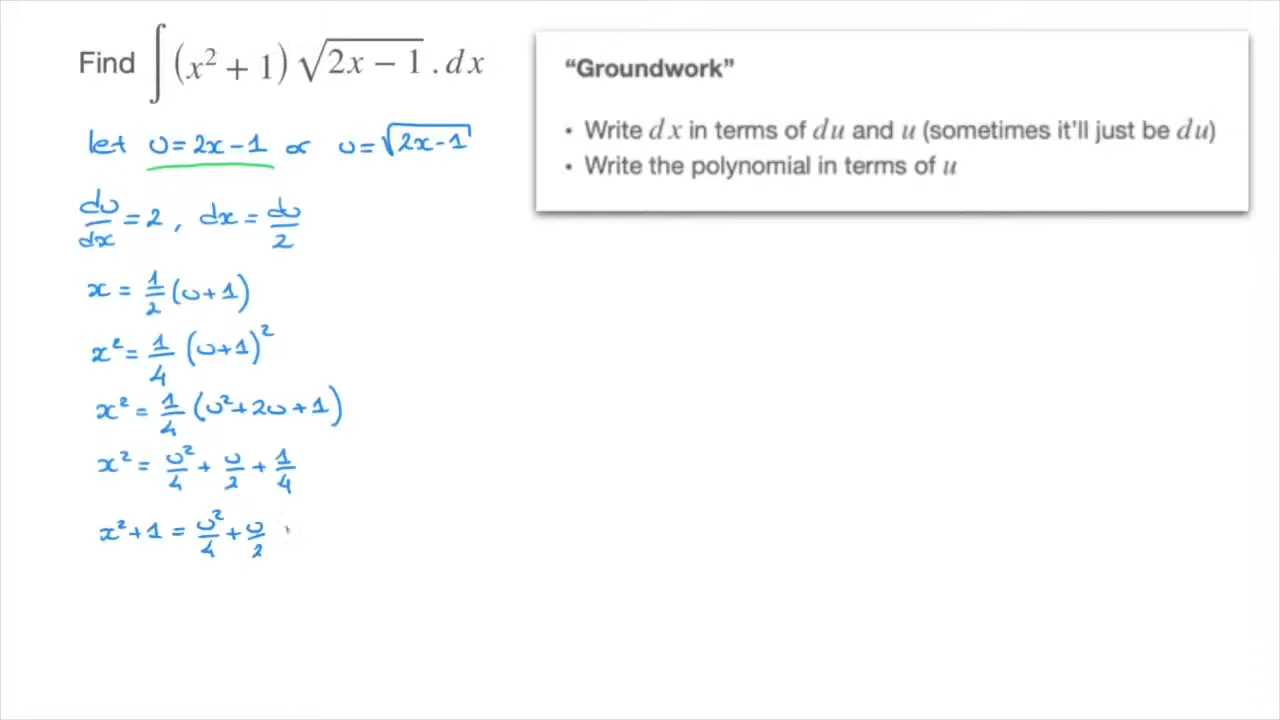 Find ∫ (x² + 1) √(2x − 1) . dx
"Groundwork"
• Write dx in terms of du and u (sometimes it'll just be du)
• Write the polynomial in terms of u
let u = 2x - 1 or u = √(2x - 1)
du/dx = 2 , dx = du/2
x = 1/2 (u + 1)
x² = 1/4 (u + 1)²
x² = 1/4 (u² + 2u + 1)
x² = u²/4 + u/2 + 1/4
x² + 1 = u²/4 + u/2